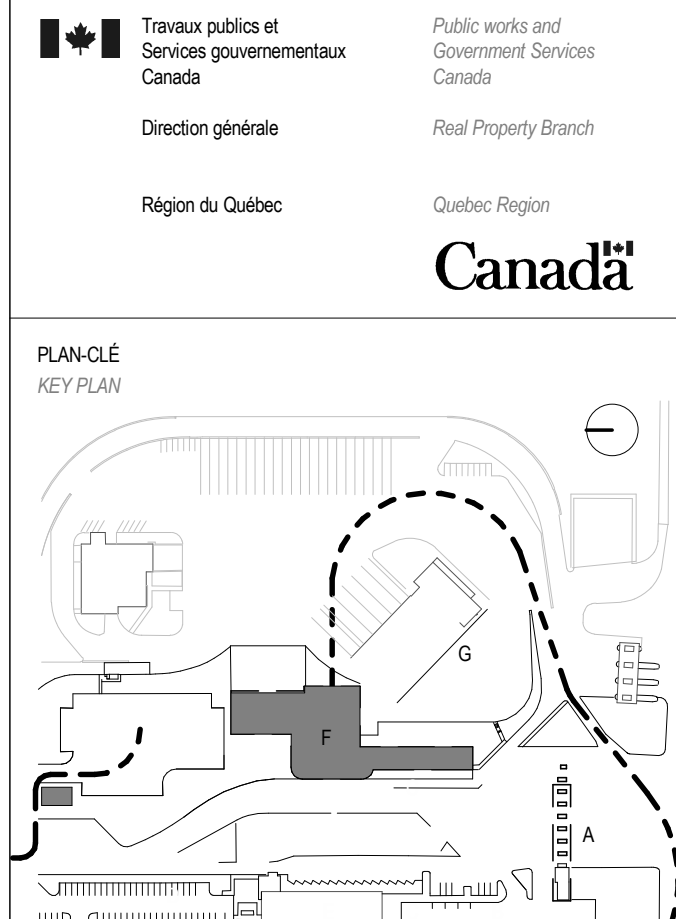 Travaux publics et
Services gouvernementaux
Canada
Public works and
Government Services
Canada
Direction générale
Real Property Branch
Région du Québec
Quebec Region
Canada
PLAN-CLÉ
KEY PLAN
G
F
A